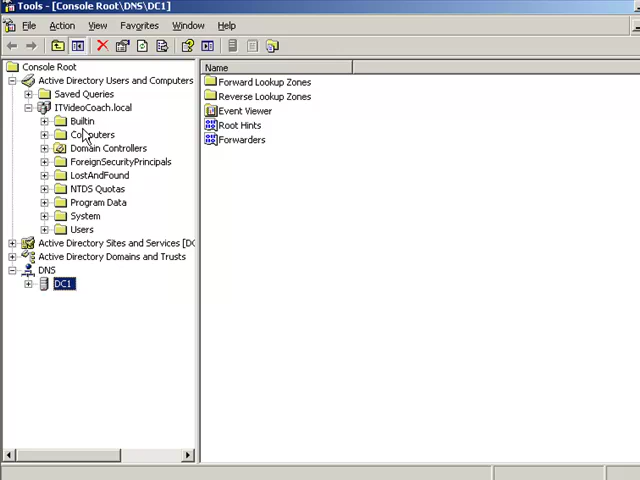 Tools - [Console Root\DNS\DC1]
File Action View Favorites Window Help
Console Root
Active Directory Users and Computers
Saved Queries
ITVideoCoach.local
Builtin
Computers
Domain Controllers
ForeignSecurityPrincipals
LostAndFound
NTDS Quotas
Program Data
System
Users
Active Directory Sites and Services [DC
Active Directory Domains and Trusts
DNS
DC1
Name
Forward Lookup Zones
Reverse Lookup Zones
Event Viewer
Root Hints
Forwarders